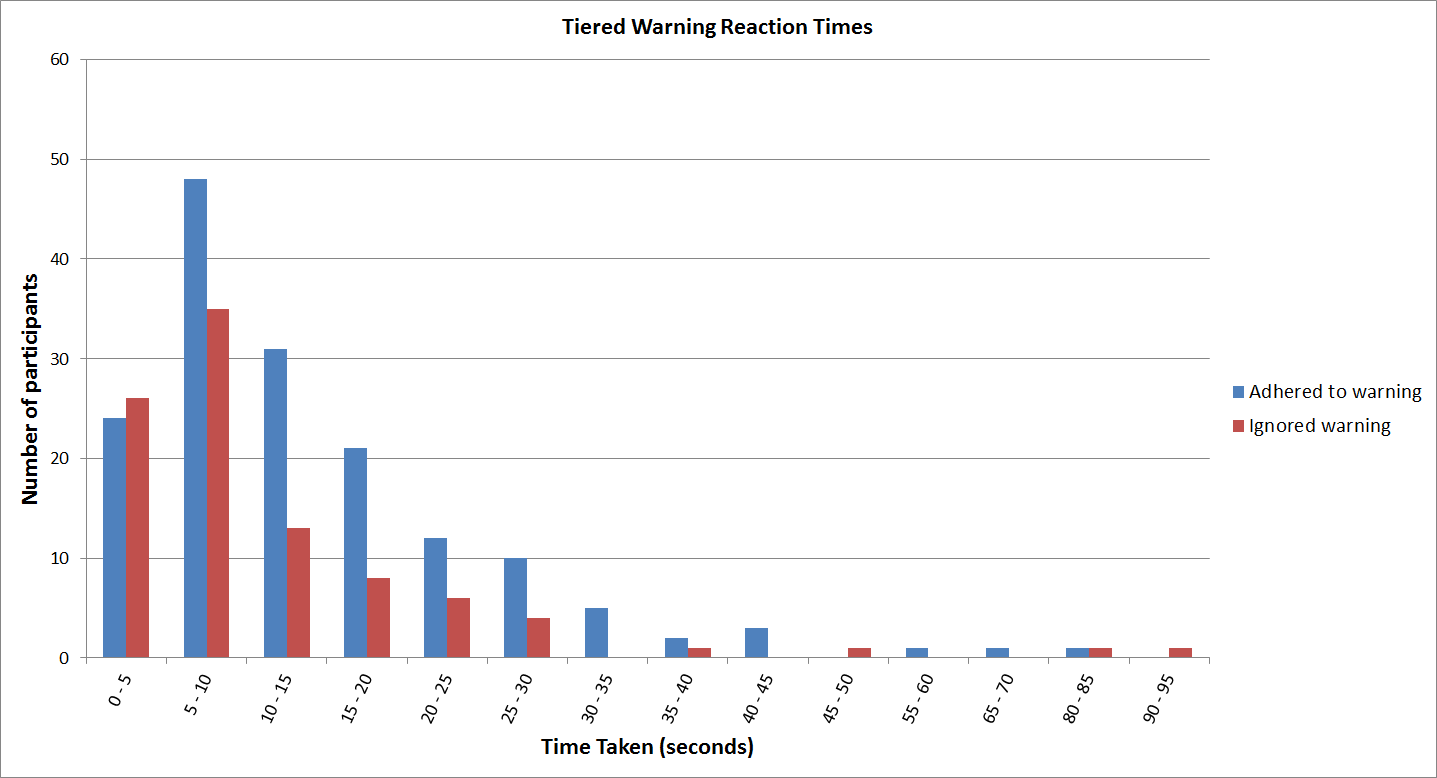 Tiered Warning Reaction Times
60
50
40
30
20
10
0
Number of participants
0 - 5
5 - 10
10 - 15
15 - 20
20 - 25
25 - 30
30 - 35
35 - 40
40 - 45
45 - 50
55 - 60
65 - 70
80 - 85
90 - 95
Time Taken (seconds)
Adhered to warning
Ignored warning